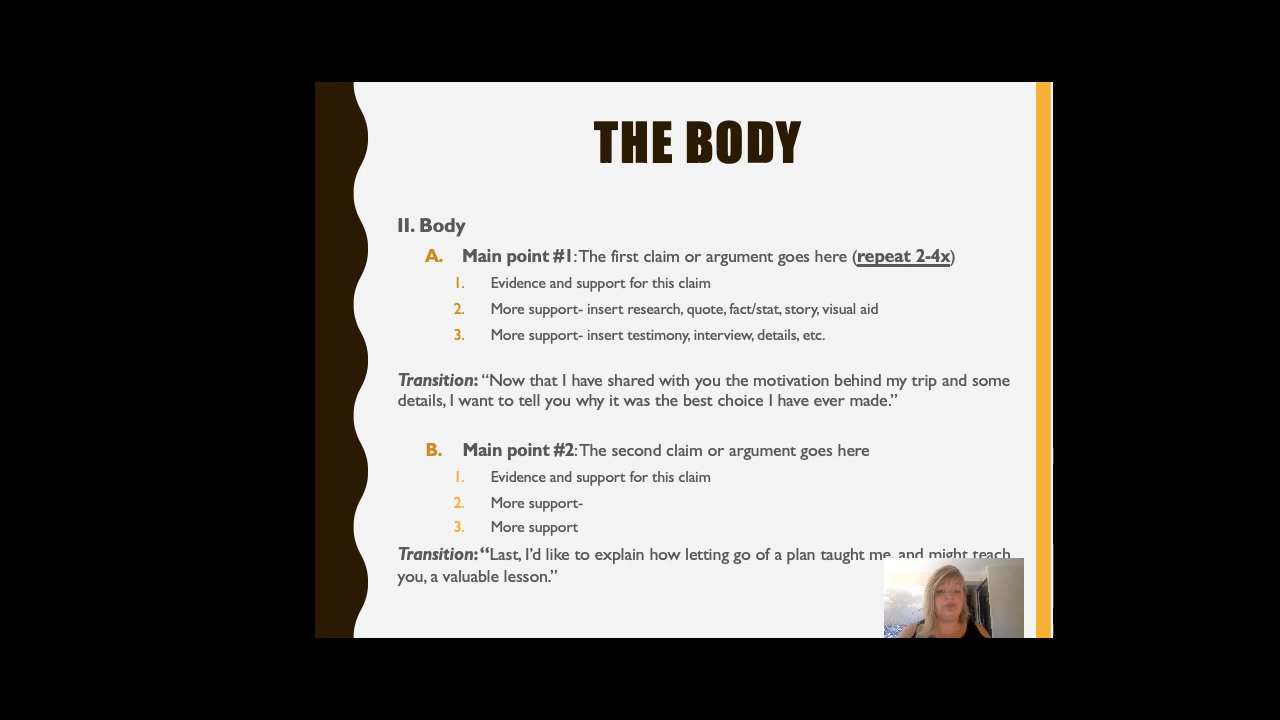 THE BODY
II. Body
A. Main point #1: The first claim or argument goes here (repeat 2-4x)
1. Evidence and support for this claim
2. More support- insert research, quote, fact/stat, story, visual aid
3. More support- insert testimony, interview, details, etc.
Transition: “Now that I have shared with you the motivation behind my trip and some
details, I want to tell you why it was the best choice I have ever made.”
B. Main point #2: The second claim or argument goes here
1. Evidence and support for this claim
2. More support-
3. More support
Transition: “Last, I’d like to explain how letting go of a plan taught me, and might teach
you, a valuable lesson.”